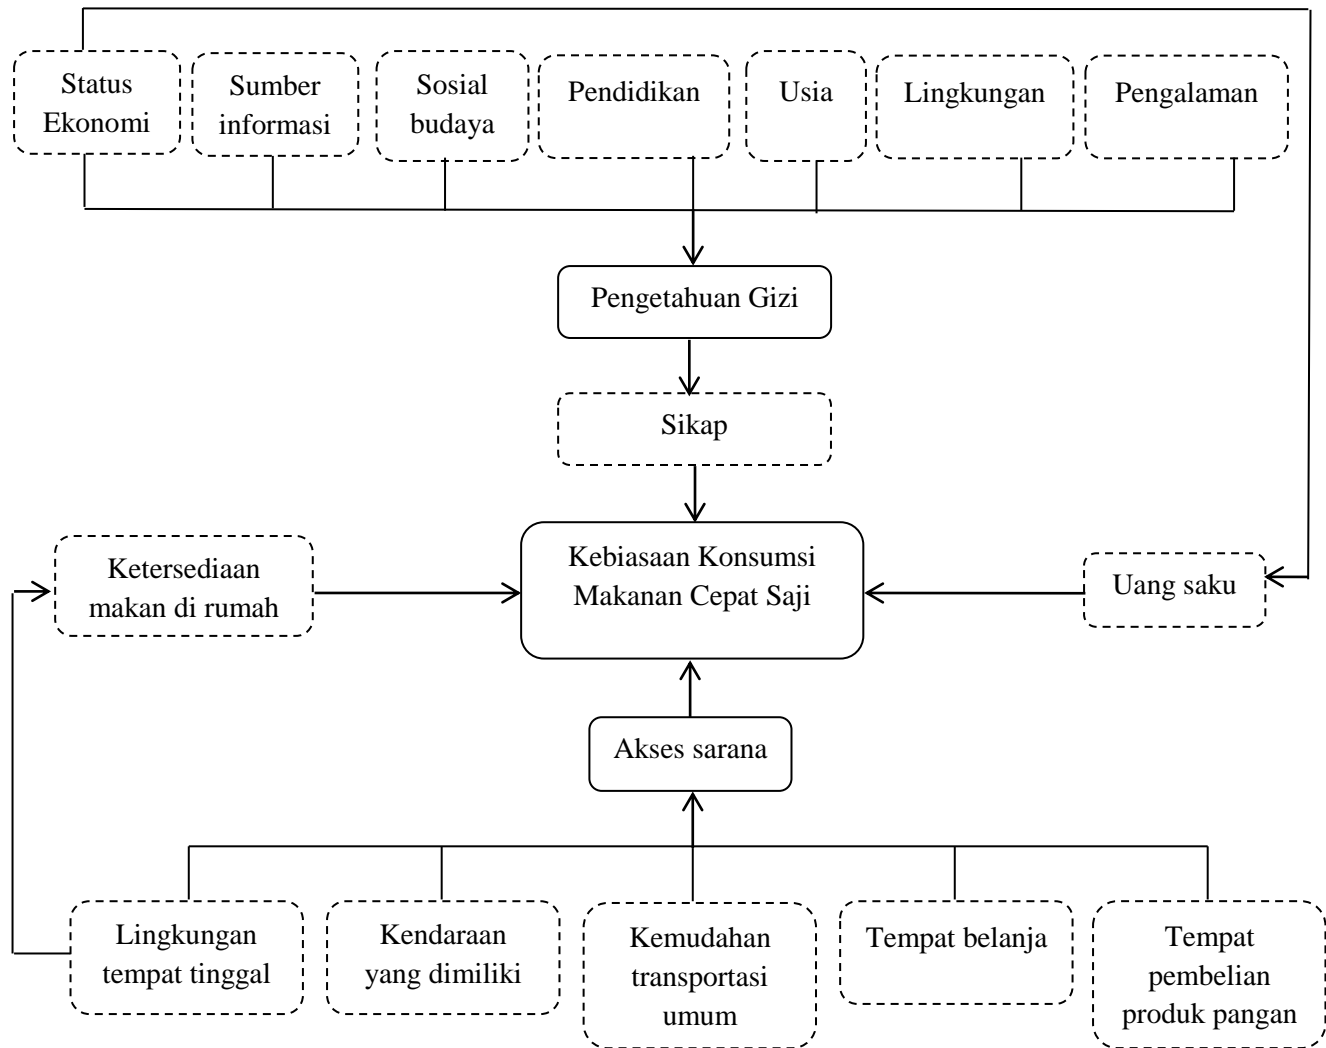 Status
Ekonomi
Sumber
informasi
Sosial
budaya
Pendidikan
Usia
Lingkungan
Pengalaman
Pengetahuan Gizi
Sikap
Ketersediaan
makan di rumah
Kebiasaan Konsumsi
Makanan Cepat Saji
Uang saku
Akses sarana
Lingkungan
tempat tinggal
Kendaraan
yang dimiliki
Kemudahan
transportasi
umum
Tempat belanja
Tempat
pembelian
produk pangan